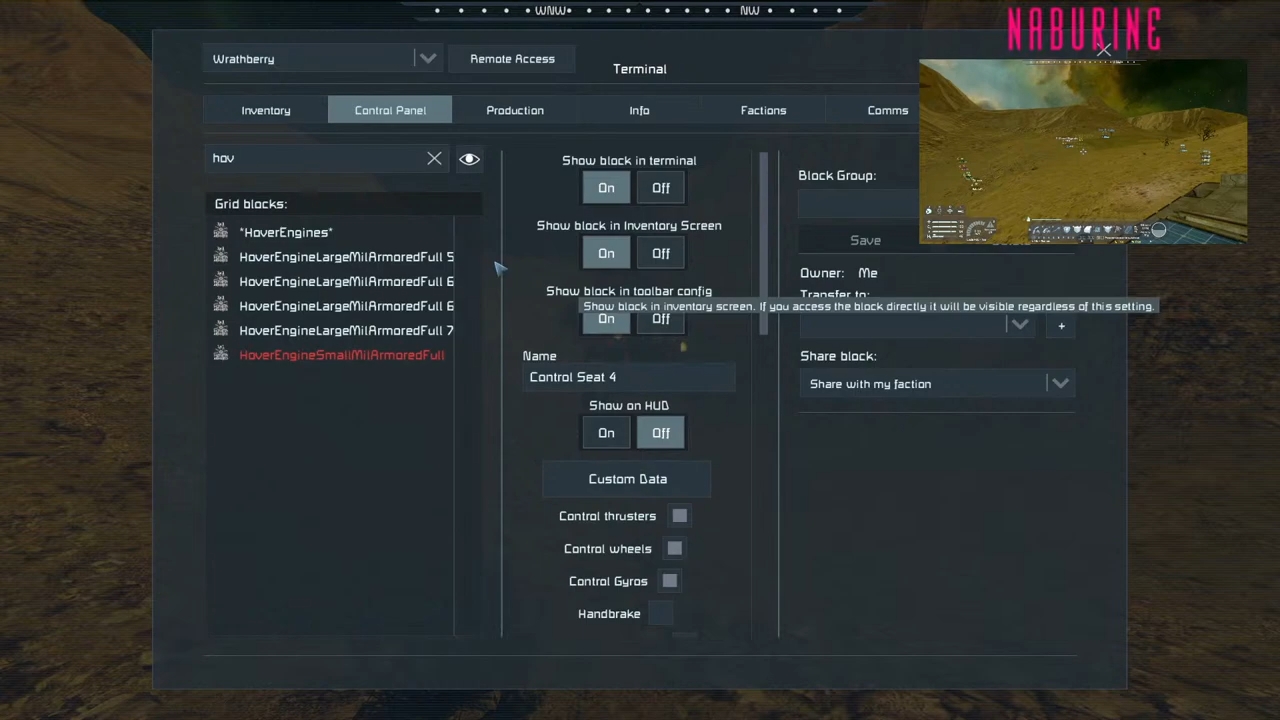 WNW
NW
NABURINE
Wrathberry
Remote Access
Terminal
Inventory
Control Panel
Production
Info
Factions
Comms
hov
Grid blocks:
*HoverEngines*
HoverEngineLargeMilArmoredFull 5
HoverEngineLargeMilArmoredFull 6
HoverEngineLargeMilArmoredFull 6
HoverEngineLargeMilArmoredFull 7
HoverEngineSmallMilArmoredFull
Show block in terminal
On Off
Show block in Inventory Screen
On Off
Show block in toolbar config
Show block in inventory screen. If you access the block directly it will be visible regardless of this setting.
On Off
Name
Control Seat 4
Show on HUD
On Off
Custom Data
Control thrusters
Control wheels
Control Gyros
Handbrake
Block Group:
Save
Owner: Me
Transfer to:
+
Share block:
Share with my faction